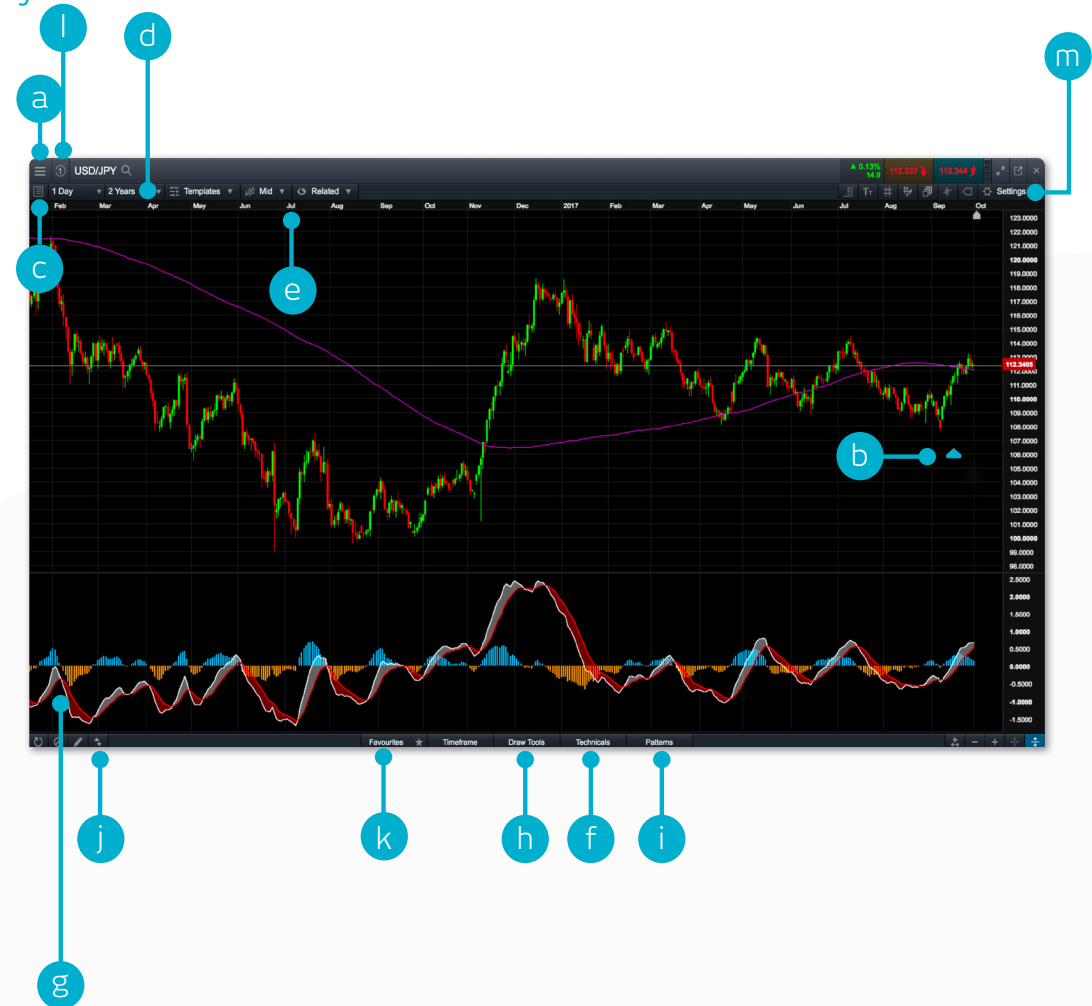 l
d
m
a
1 USD/JPY
0.13%
14.9
112.337
112.344
1 Day
2 Years
Templates
Mid
Related
Settings
Feb Mar Apr May Jun Jul Aug Sep Oct Nov Dec 2017 Feb Mar Apr May Jun Jul Aug Sep Oct
c
e
b
123.0000
122.0000
121.0000
120.0000
119.0000
118.0000
117.0000
116.0000
115.0000
114.0000
113.0000
112.3405
112.0000
111.0000
110.0000
109.0000
108.0000
107.0000
106.0000
105.0000
104.0000
103.0000
102.0000
101.0000
100.0000
99.0000
98.0000
2.5000
2.0000
1.5000
1.0000
0.5000
0.0000
-0.5000
-1.0000
-1.5000
Favourites Timeframe Draw Tools Technicals Patterns
j
k
h
f
i
g